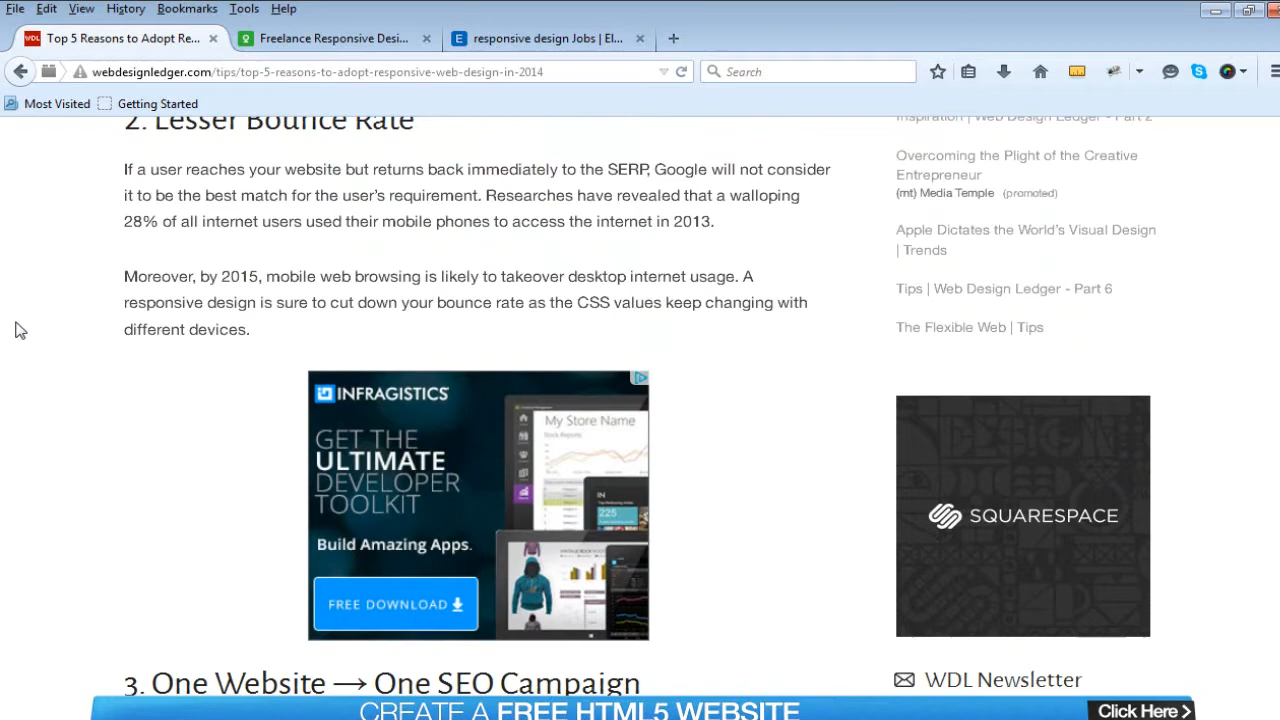 File Edit View History Bookmarks Tools Help
WDL Top 5 Reasons to Adopt Re... Freelance Responsive Desi... E responsive design Jobs | El...
webdesignledger.com/tips/top-5-reasons-to-adopt-responsive-web-design-in-2014 Search
Most Visited Getting Started
2. Lesser Bounce Rate
If a user reaches your website but returns back immediately to the SERP, Google will not consider
it to be the best match for the user's requirement. Researches have revealed that a walloping
28% of all internet users used their mobile phones to access the internet in 2013.
Moreover, by 2015, mobile web browsing is likely to takeover desktop internet usage. A
responsive design is sure to cut down your bounce rate as the CSS values keep changing with
different devices.
INFRAGISTICS
GET THE
ULTIMATE
DEVELOPER
TOOLKIT
Build Amazing Apps.
FREE DOWNLOAD
My Store Name
Stock Reports
IN
225
3. One Website → One SEO Campaign
Inspiration | Web Design Ledger - Part 2
Overcoming the Plight of the Creative
Entrepreneur
(mt) Media Temple (promoted)
Apple Dictates the World's Visual Design
| Trends
Tips | Web Design Ledger - Part 6
The Flexible Web | Tips
SQUARESPACE
WDL Newsletter
CREATE A FREE HTML5 WEBSITE
Click Here